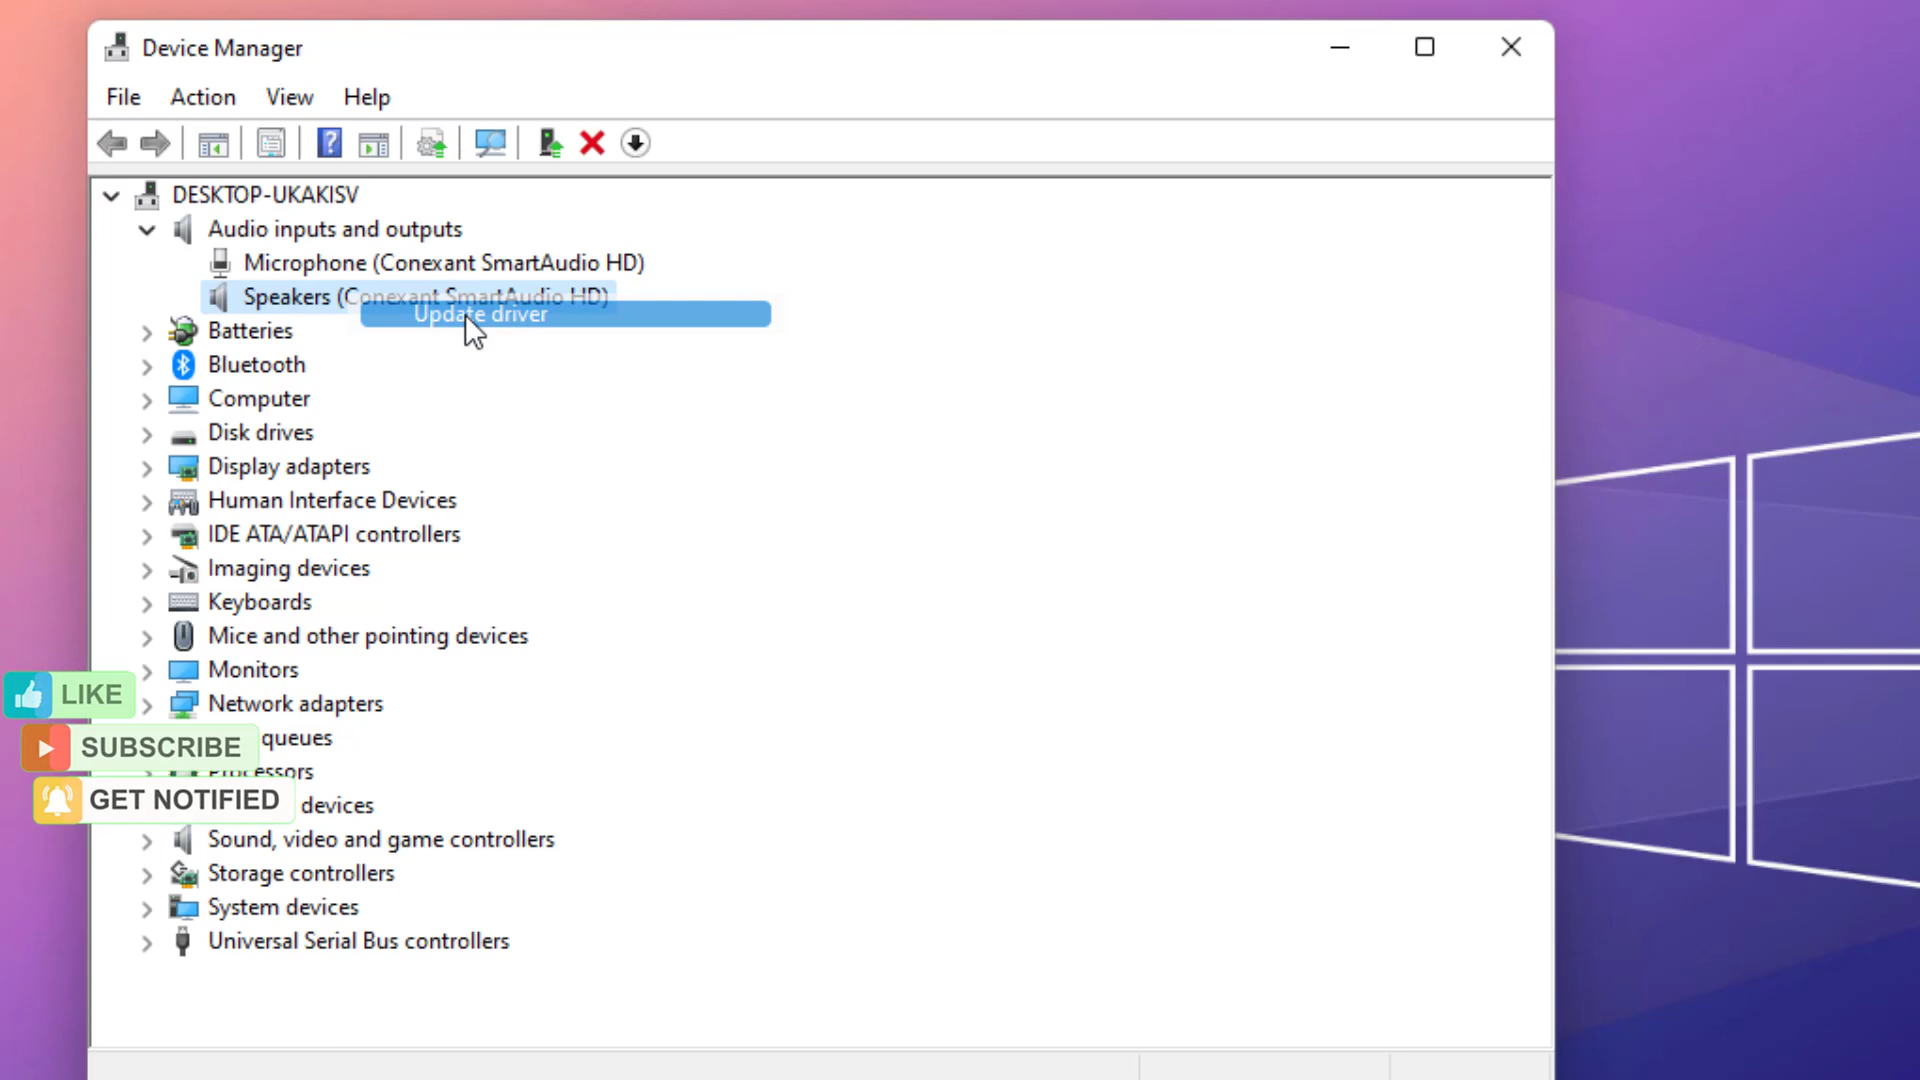 Device Manager
File Action View Help
DESKTOP-UKAKISV
Audio inputs and outputs
Microphone (Conexant SmartAudio HD)
Speakers (Conexant SmartAudio HD)
Update driver
Batteries
Bluetooth
Computer
Disk drives
Display adapters
Human Interface Devices
IDE ATA/ATAPI controllers
Imaging devices
Keyboards
Mice and other pointing devices
Monitors
LIKE
Network adapters
queues
SUBSCRIBE
Processors
GET NOTIFIED
devices
Sound, video and game controllers
Storage controllers
System devices
Universal Serial Bus controllers